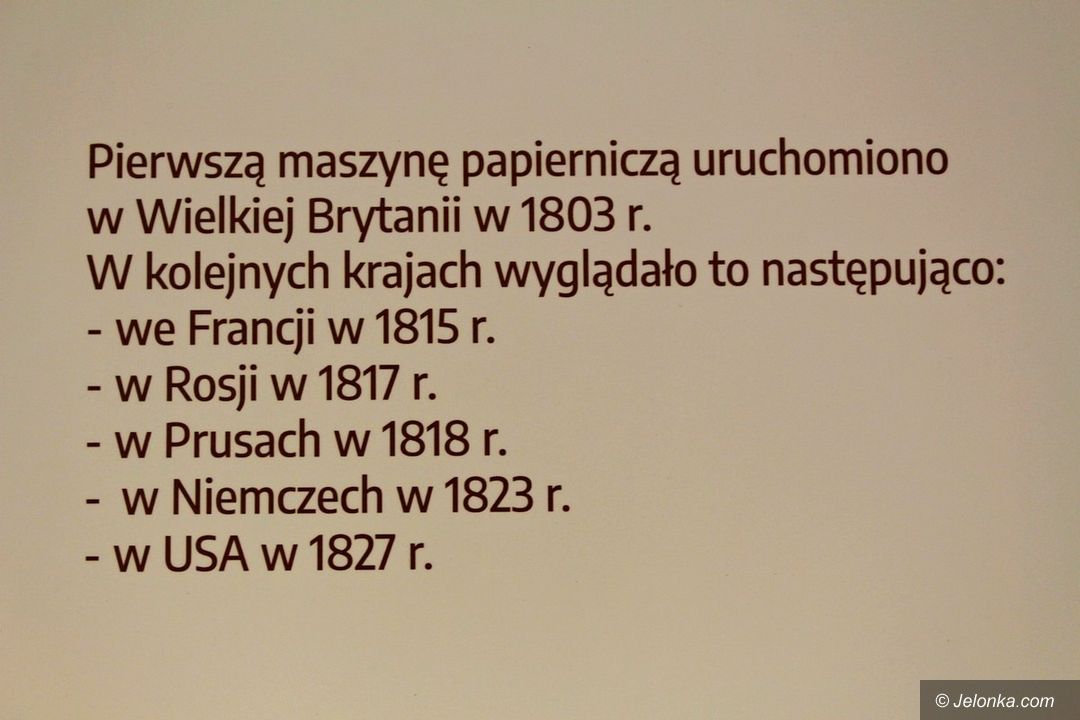 Pierwszą maszynę papierniczą uruchomiono
w Wielkiej Brytanii w 1803 r.
W kolejnych krajach wyglądało to następująco:
- we Francji w 1815 r.
- w Rosji w 1817 r.
- w Prusach w 1818 r.
- w Niemczech w 1823 r.
- w USA w 1827 r.
© Jelonka.com